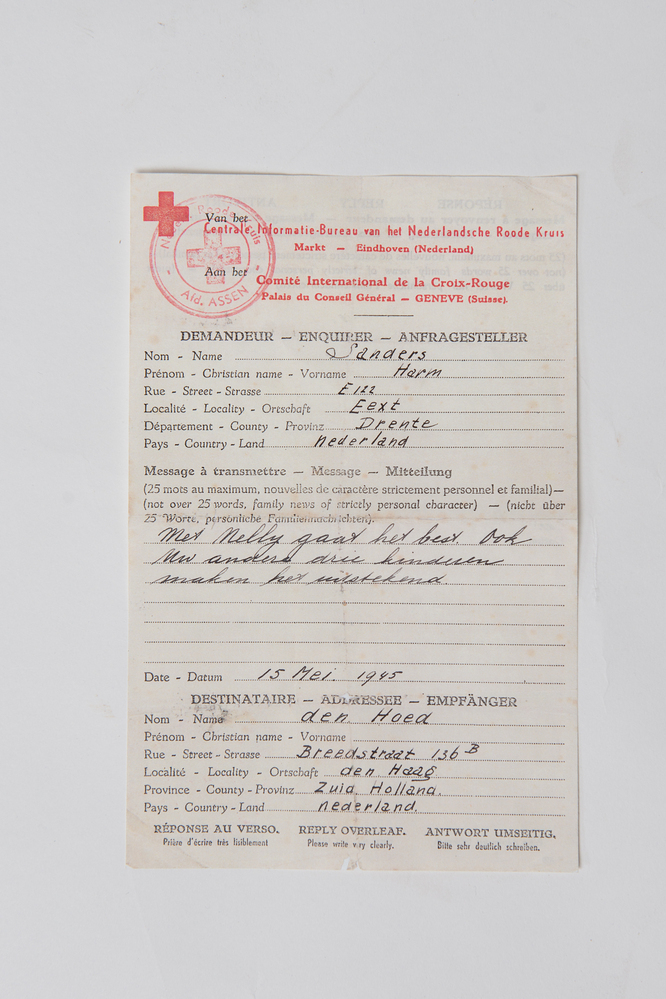 Van het
Centrale Informatie-Bureau van het Nederlandsche Roode Kruis
Markt — Eindhoven (Nederland)
Aan het
Comité International de la Croix-Rouge
Palais du Conseil Général — GENEVE (Suisse).
Roode Kruis
Afd. ASSEN
DEMANDEUR — ENQUIRER — ANFRAGESTELLER
Nom - Name Sanders
Prénom - Christian name - Vorname Harm
Rue - Street - Strasse E 122
Localité - Locality - Ortschaft Eext
Département - County - Provinz Drente
Pays - Country - Land Nederland
Message à transmettre — Message — Mitteilung
(25 mots au maximum, nouvelles de caractère strictement personnel et familial)—
(not over 25 words, family news of strictly personal character) — (nicht über
25 Worte, persönliche Familiennachrichten).
Met Nelly gaat het best. Ook
Uw andere drie kinderen
maken het uitstekend
Date - Datum 15 Mei. 1945
DESTINATAIRE — ADDRESSEE — EMPFÄNGER
Nom - Name den Hoed
Prénom - Christian name - Vorname
Rue - Street - Strasse Breedstraat 136 B
Localité - Locality - Ortschaft den Haag
Province - County - Provinz Zuid. Holland.
Pays - Country - Land nederland.
RÉPONSE AU VERSO. REPLY OVERLEAF. ANTWORT UMSEITIG.
Prière d'écrire très lisiblement Please write very clearly. Bitte sehr deutlich schreiben.